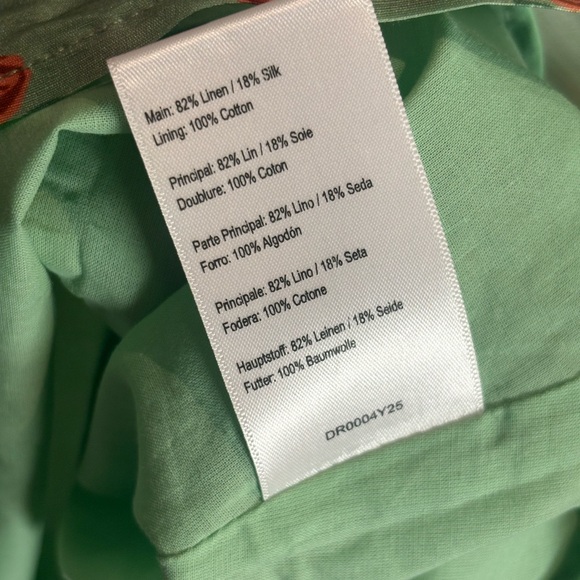 Main: 82% Linen / 18% Silk
Lining: 100% Cotton
Principal: 82% Lin / 18% Soie
Doublure: 100% Coton
Parte Principal: 82% Lino / 18% Seda
Forro: 100% Algodón
Principale: 82% Lino / 18% Seta
Fodera: 100% Cotone
Hauptstoff: 82% Leinen / 18% Seide
Futter: 100% Baumwolle
DR0004Y25